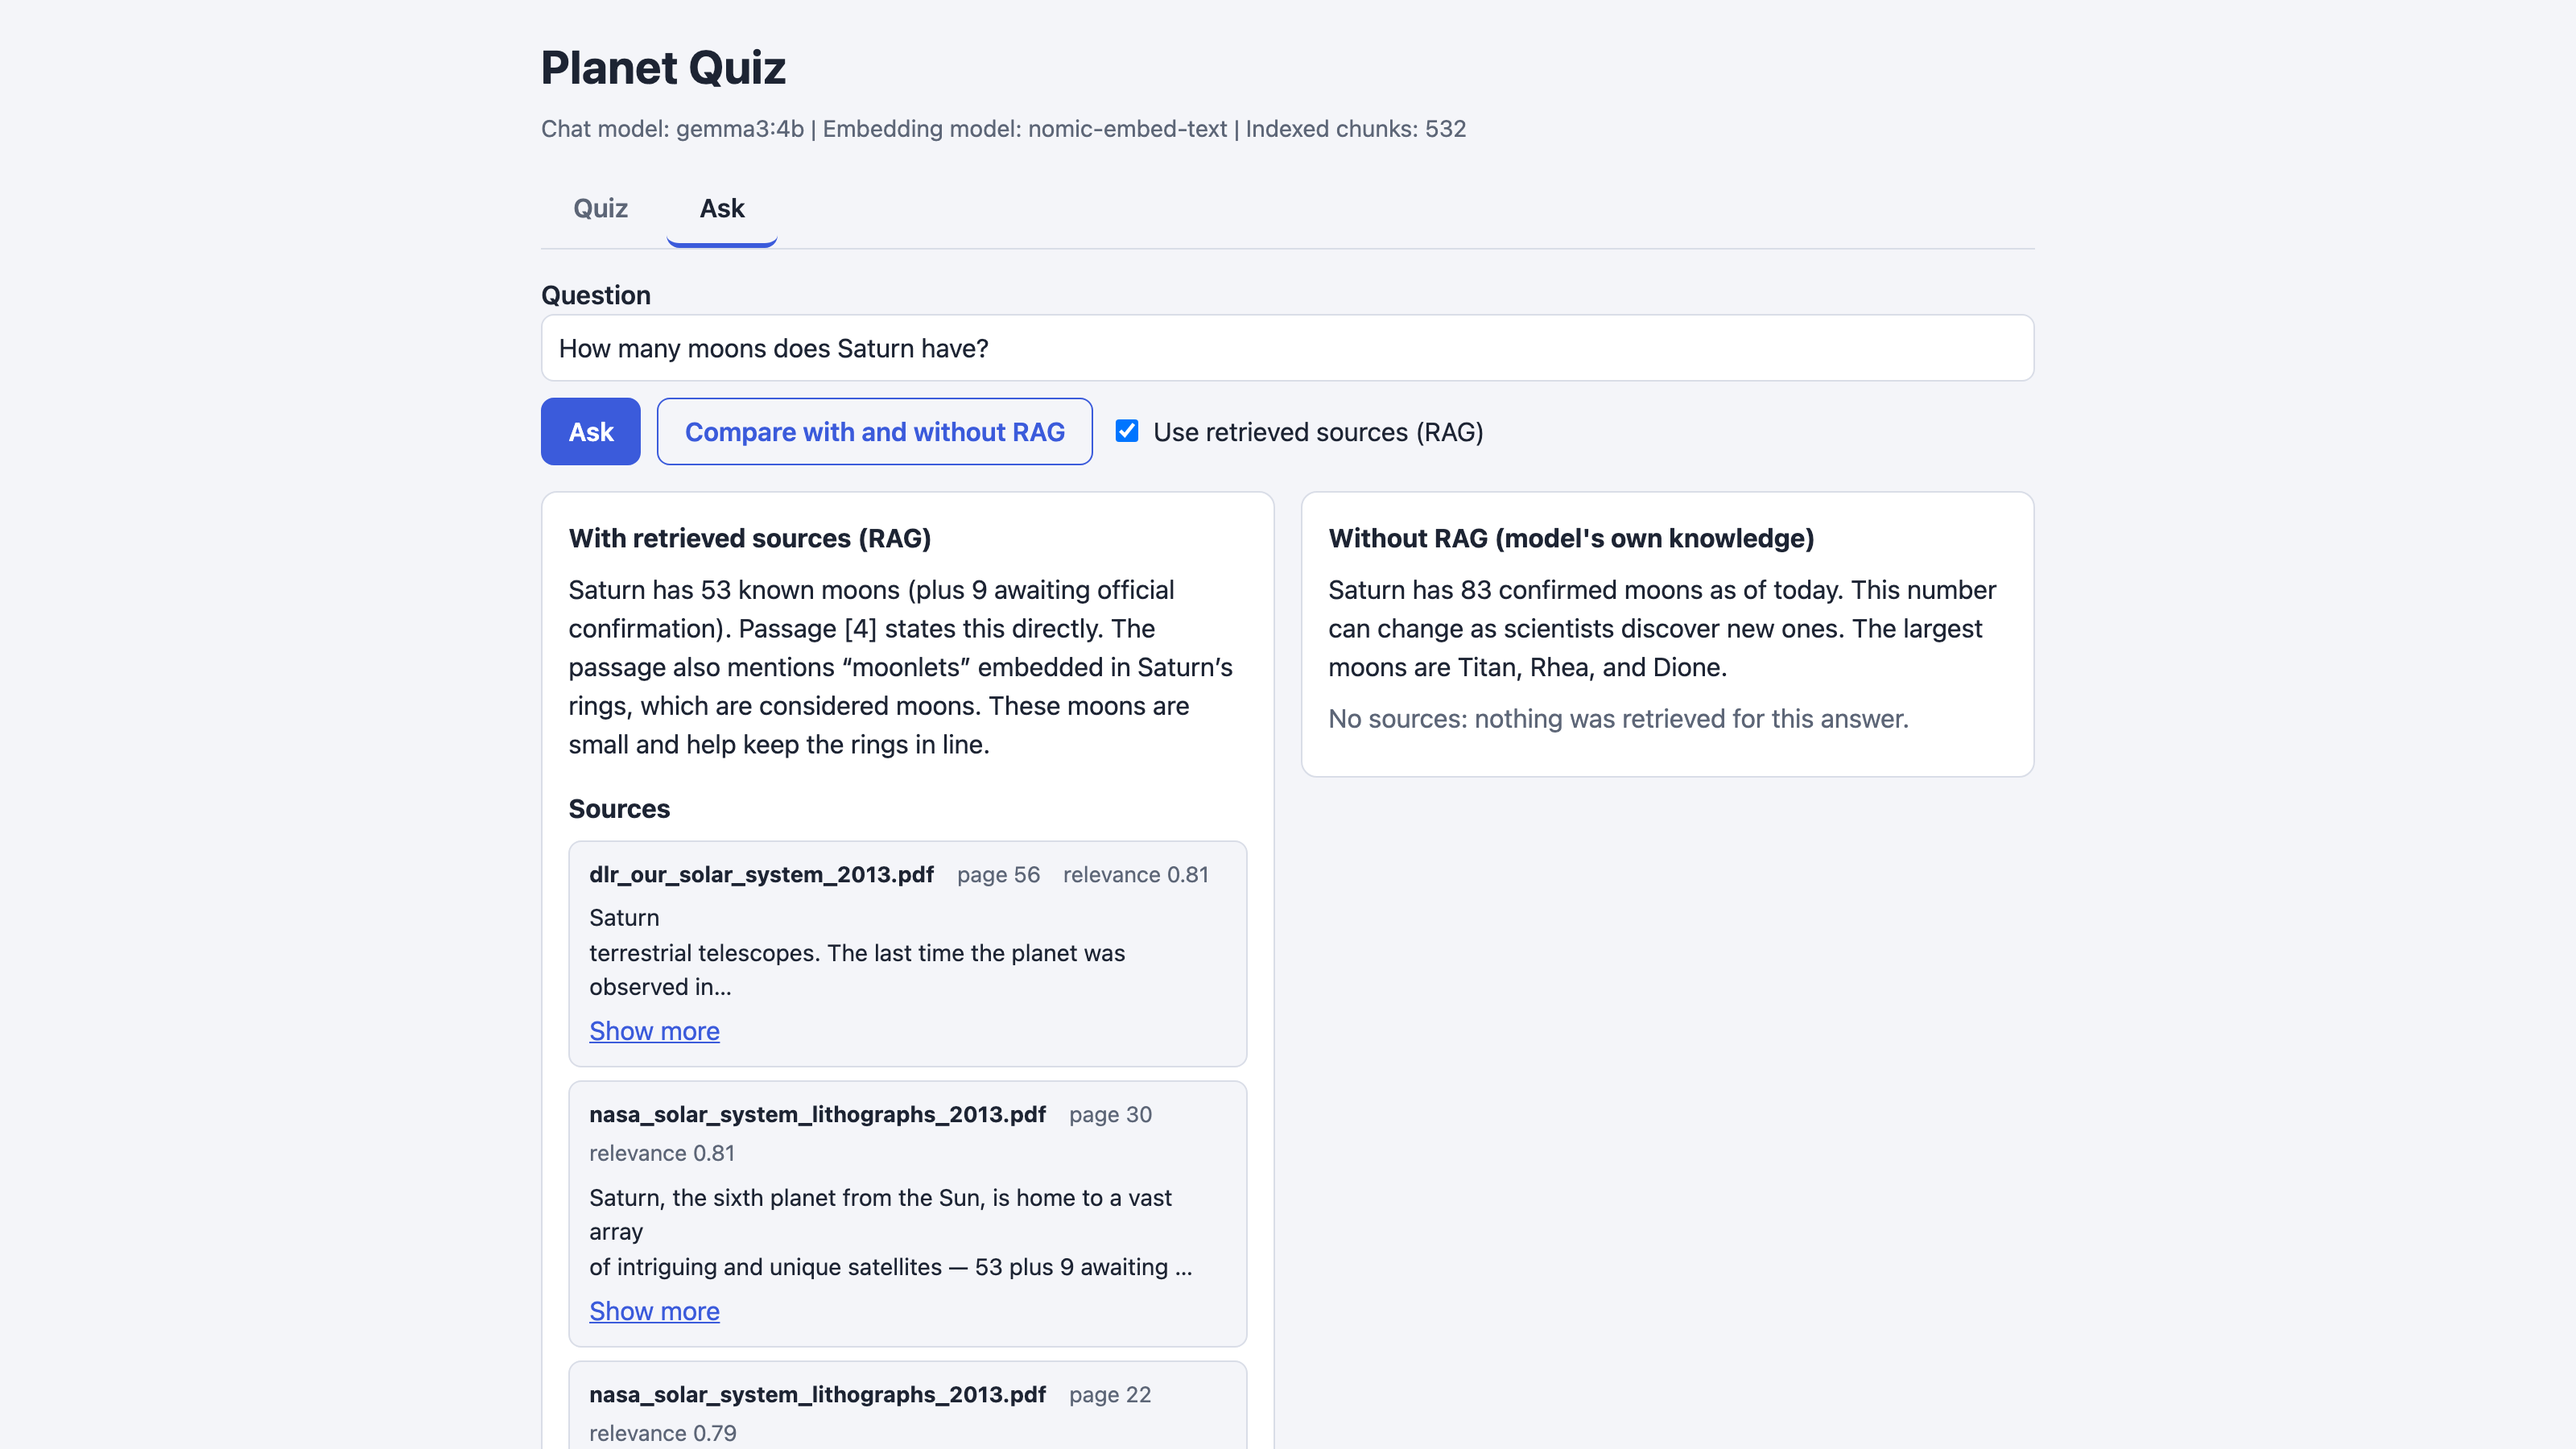 Planet Quiz
Chat model: gemma3:4b | Embedding model: nomic-embed-text | Indexed chunks: 532
Quiz Ask
Question
How many moons does Saturn have?
Ask Compare with and without RAG Use retrieved sources (RAG)
With retrieved sources (RAG)
Saturn has 53 known moons (plus 9 awaiting official
confirmation). Passage [4] states this directly. The
passage also mentions “moonlets” embedded in Saturn’s
rings, which are considered moons. These moons are
small and help keep the rings in line.
Sources
dlr_our_solar_system_2013.pdf page 56 relevance 0.81
Saturn
terrestrial telescopes. The last time the planet was
observed in...
Show more
nasa_solar_system_lithographs_2013.pdf page 30
relevance 0.81
Saturn, the sixth planet from the Sun, is home to a vast
array
of intriguing and unique satellites — 53 plus 9 awaiting ...
Show more
nasa_solar_system_lithographs_2013.pdf page 22
relevance 0.79
Without RAG (model's own knowledge)
Saturn has 83 confirmed moons as of today. This number
can change as scientists discover new ones. The largest
moons are Titan, Rhea, and Dione.
No sources: nothing was retrieved for this answer.